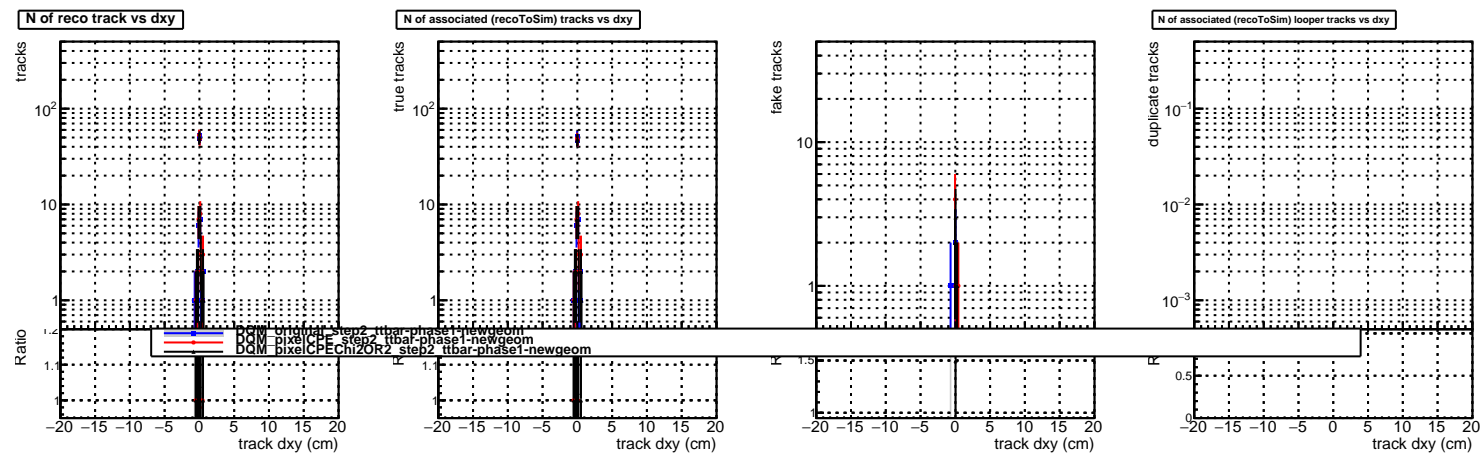 N of reco track vs dxy
tracks
10²
10
1
Ratio
1.2
1.1
1
−20 −15 −10 −5 0 5 10 15 20
track dxy (cm)
N of associated (recoToSim) tracks vs dxy
true tracks
10²
10
1
−20 −15 −10 −5 0 5 10 15 20
track dxy (cm)
fake tracks
10
1
1.5
1
−20 −15 −10 −5 0 5 10 15 20
track dxy (cm)
N of associated (recoToSim) looper tracks vs dxy
duplicate tracks
10⁻¹
10⁻²
10⁻³
0.5
0
−20 −15 −10 −5 0 5 10 15 20
track dxy (cm)
DQM_original_step2_ttbar-phase1-newgeom
DQM_pixelCPE_step2_ttbar-phase1-newgeom
DQM_pixelCPEChi2OR2_step2_ttbar-phase1-newgeom